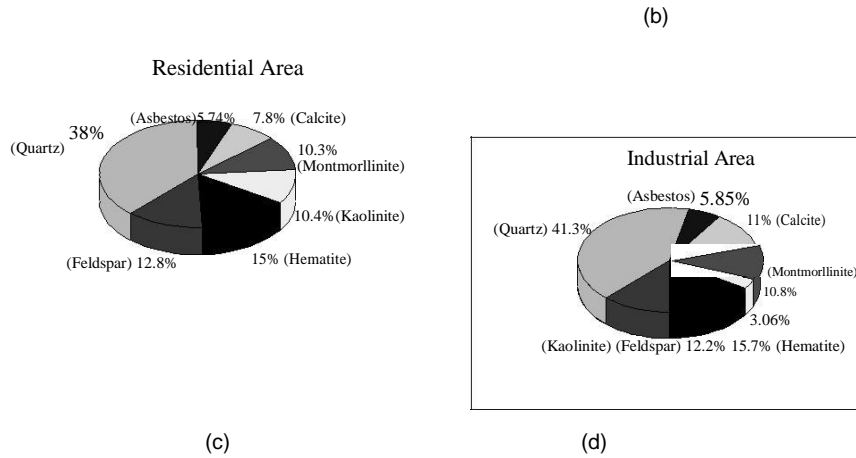 (b)
Residential Area
(Asbestos)5.74%
7.8% (Calcite)
38%
(Quartz)
10.3%
(Montmorllinite)
10.4% (Kaolinite)
(Feldspar) 12.8%
15% (Hematite)
Industrial Area
(Asbestos) 5.85%
(Quartz) 41.3%
11% (Calcite)
(Montmorllinite)
10.8%
3.06%
(Kaolinite) (Feldspar) 12.2% 15.7% (Hematite)
(c)
(d)